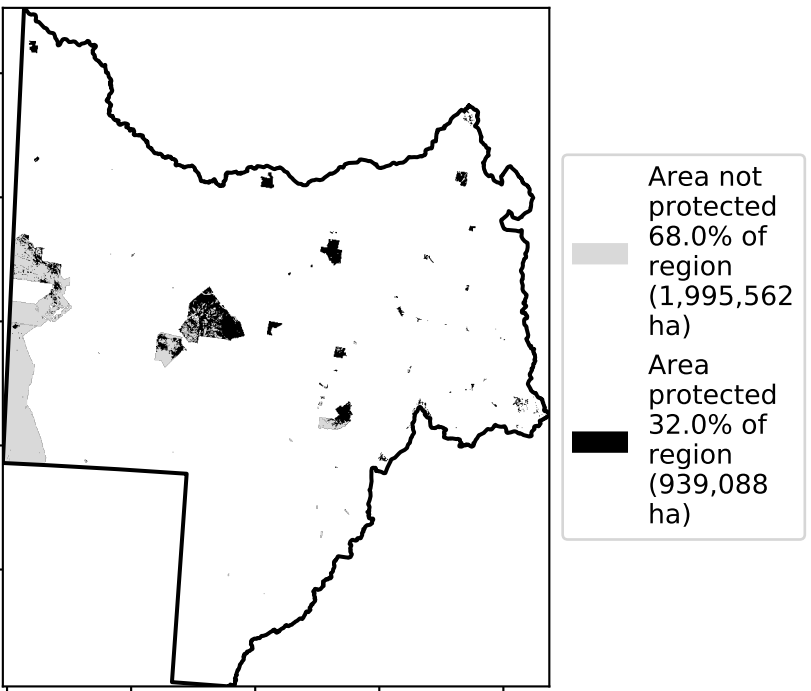 Area not
protected
68.0% of
region
(1,995,562
ha)
Area
protected
32.0% of
region
(939,088
ha)